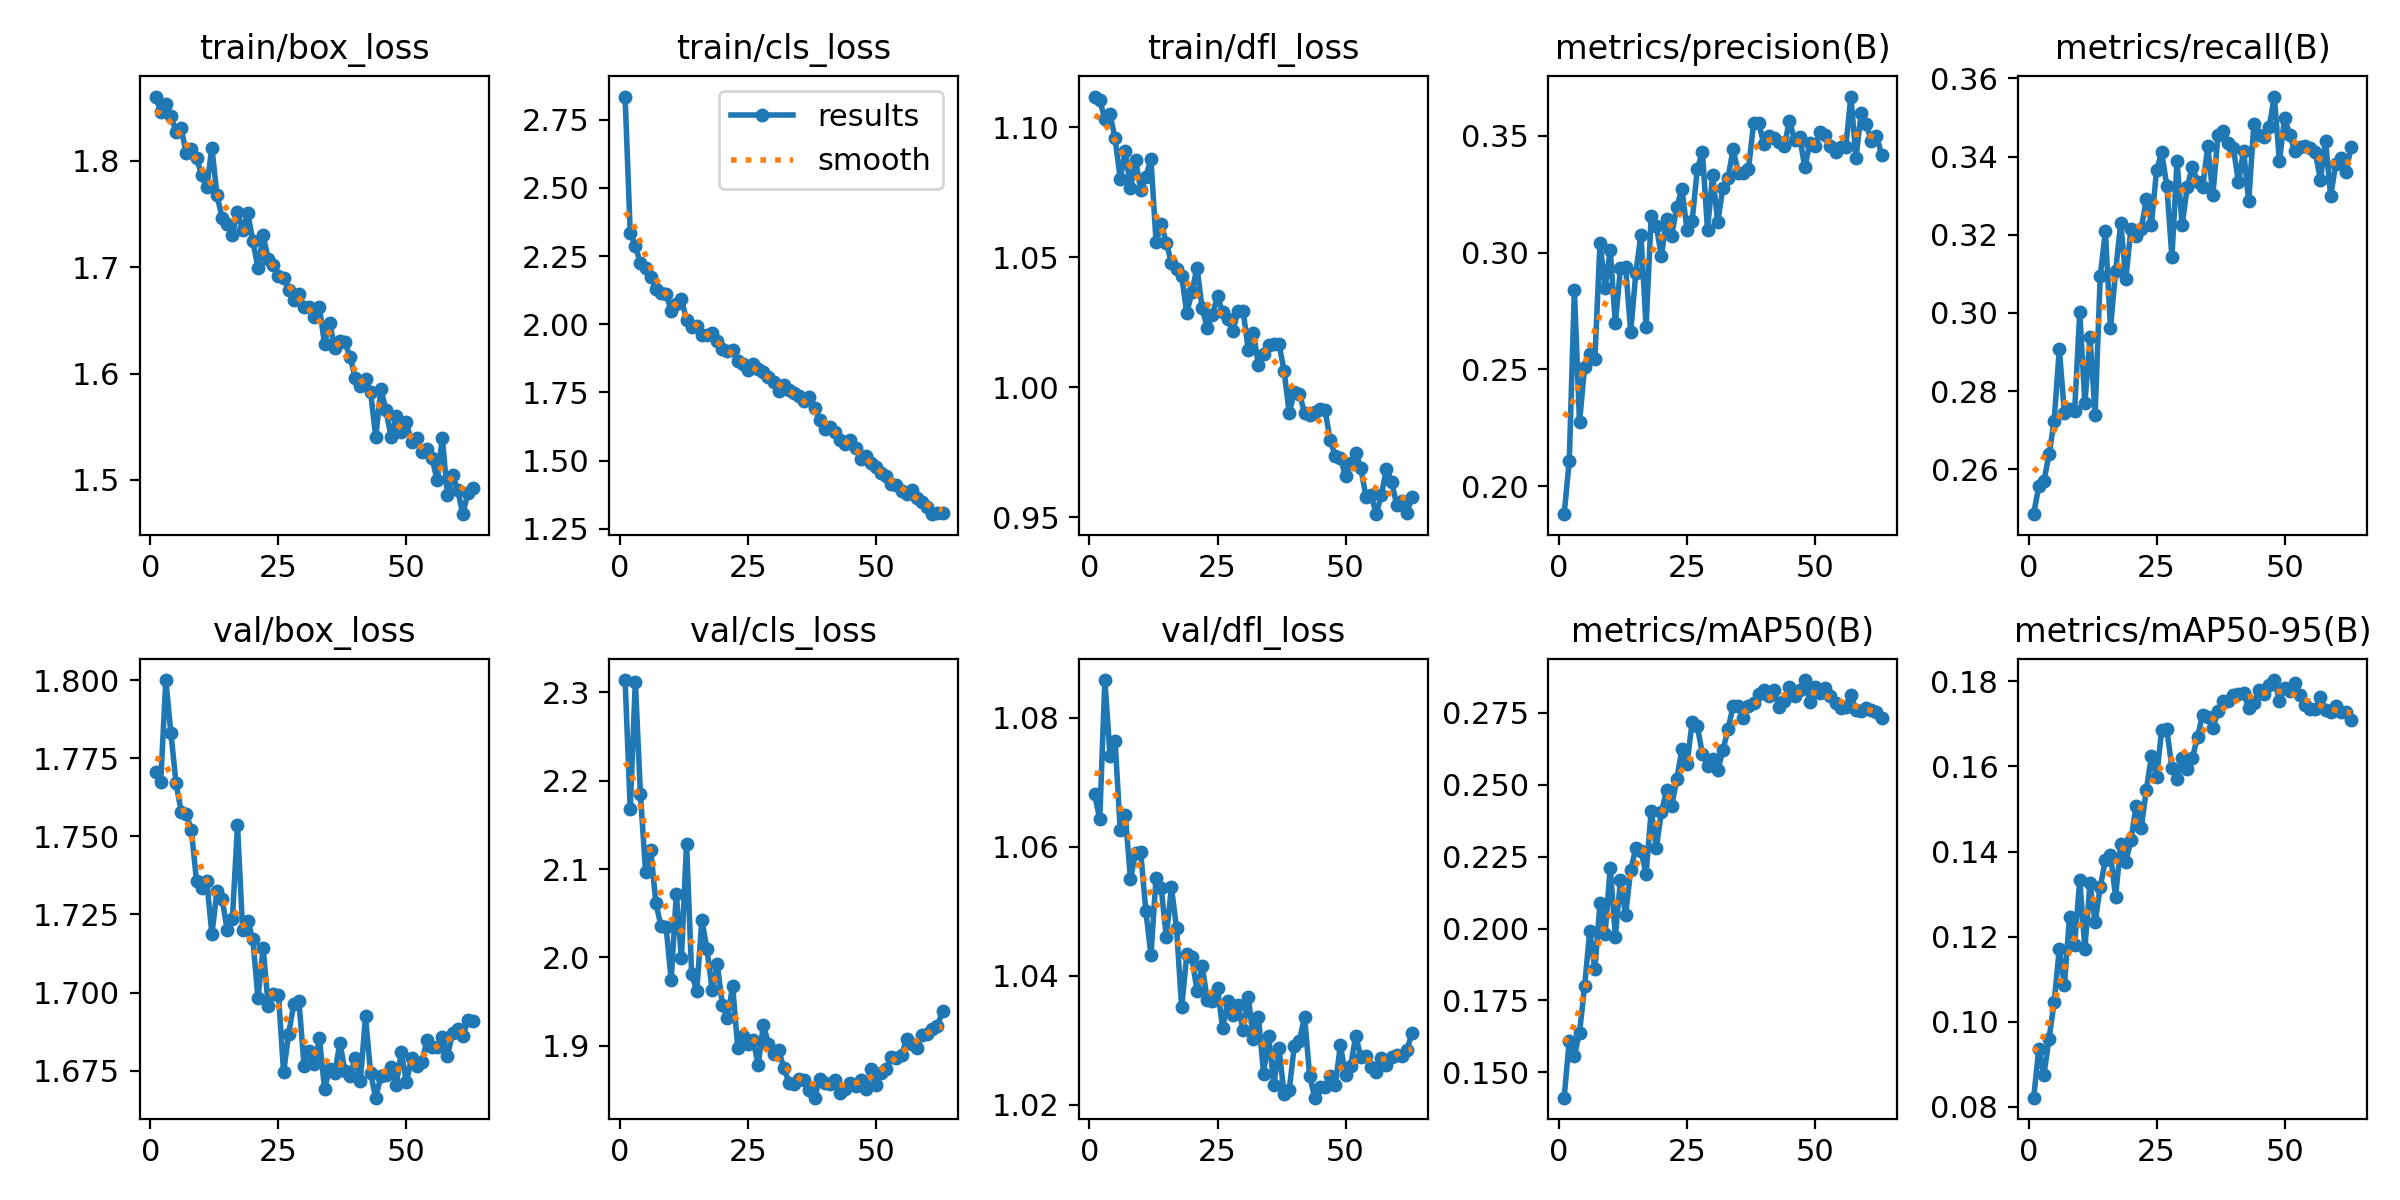 train/box_loss
1.8
1.7
1.6
1.5
0 25 50
train/cls_loss
results
smooth
2.75
2.50
2.25
2.00
1.75
1.50
1.25
0 25 50
train/dfl_loss
1.10
1.05
1.00
0.95
0 25 50
metrics/precision(B)
0.35
0.30
0.25
0.20
0 25 50
metrics/recall(B)
0.36
0.34
0.32
0.30
0.28
0.26
0 25 50
val/box_loss
1.800
1.775
1.750
1.725
1.700
1.675
0 25 50
val/cls_loss
2.3
2.2
2.1
2.0
1.9
0 25 50
val/dfl_loss
1.08
1.06
1.04
1.02
0 25 50
metrics/mAP50(B)
0.275
0.250
0.225
0.200
0.175
0.150
0 25 50
metrics/mAP50-95(B)
0.18
0.16
0.14
0.12
0.10
0.08
0 25 50